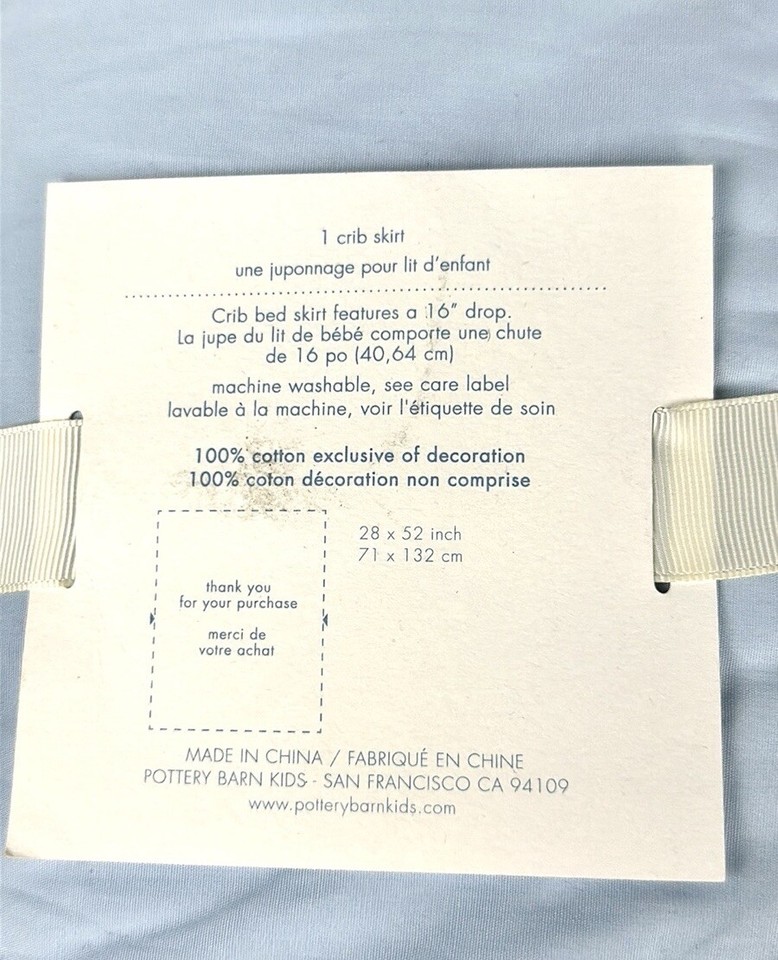 1 crib skirt
une juponnage pour lit d'enfant
Crib bed skirt features a 16" drop.
La jupe du lit de bébé comporte une chute
de 16 po (40,64 cm)
machine washable, see care label
lavable à la machine, voir l'étiquette de soin
100% cotton exclusive of decoration
100% coton décoration non comprise
28 x 52 inch
71 x 132 cm
thank you
for your purchase
merci de
votre achat
MADE IN CHINA / FABRIQUÉ EN CHINE
POTTERY BARN KIDS - SAN FRANCISCO CA 94109
www.potterybarnkids.com